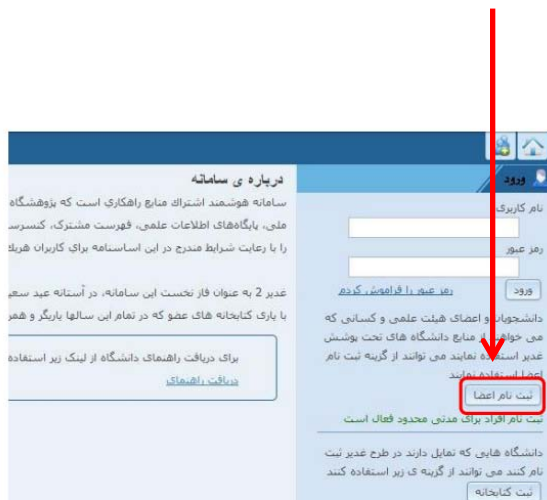 ورود
نام کاربری
رمز عبور
ورود
رمز عبور را فراموش کردم
دانشجویان و اعضای هیئت علمی و کسانی که
می خواهند از منابع دانشگاه های تحت پوشش
غدیر استفاده نمایند می توانند از گزینه ثبت نام
اعضا استفاده نمایند
ثبت نام اعضا
ثبت نام افراد برای مدتی محدود فعال است
دانشگاه هایی که تمایل دارند در طرح غدیر ثبت
نام کنند می توانند از گزینه ی زیر استفاده کنند
ثبت کتابخانه
درباره ی سامانه
سامانه هوشمند اشتراك منابع راهکاري است که پژوهشگاه
ملی، پایگاه‌های اطلاعات علمی، فهرست مشترک،
را با رعایت شرایط مندرج در این اساسنامه براي کاربران
غدیر 2 به عنوان فاز نخست این سامانه، در آستانه عید
با یاری کتابخانه های عضو که در تمام این سالها یاریگر و
برای دریافت راهنمای دانشگاه از لینک زیر استفاده
دریافت راهنمای